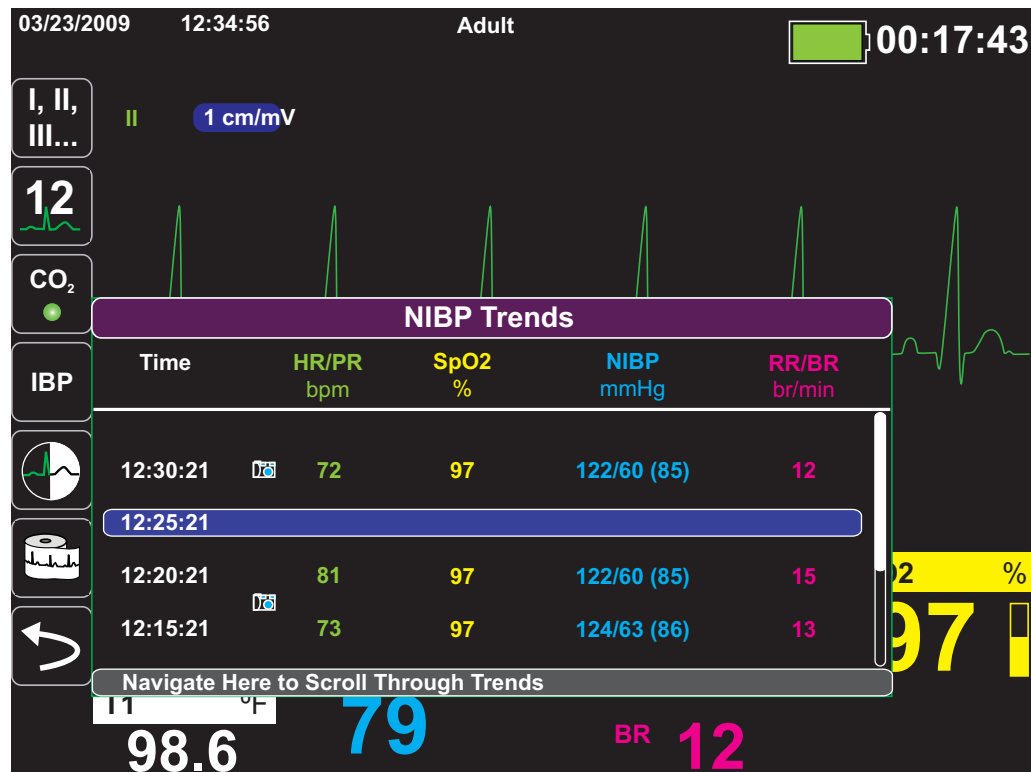 03/23/2009 12:34:56 Adult 00:17:43
I, II,
III...
II 1 cm/mV
12
CO₂
IBP
NIBP Trends
Time HR/PR SpO2 NIBP RR/BR
bpm % mmHg br/min
12:30:21 72 97 122/60 (85) 12
12:25:21
12:20:21 81 97 122/60 (85) 15
12:15:21 73 97 124/63 (86) 13
Navigate Here to Scroll Through Trends
T1 °F
98.6
79
BR 12
O2 %
97